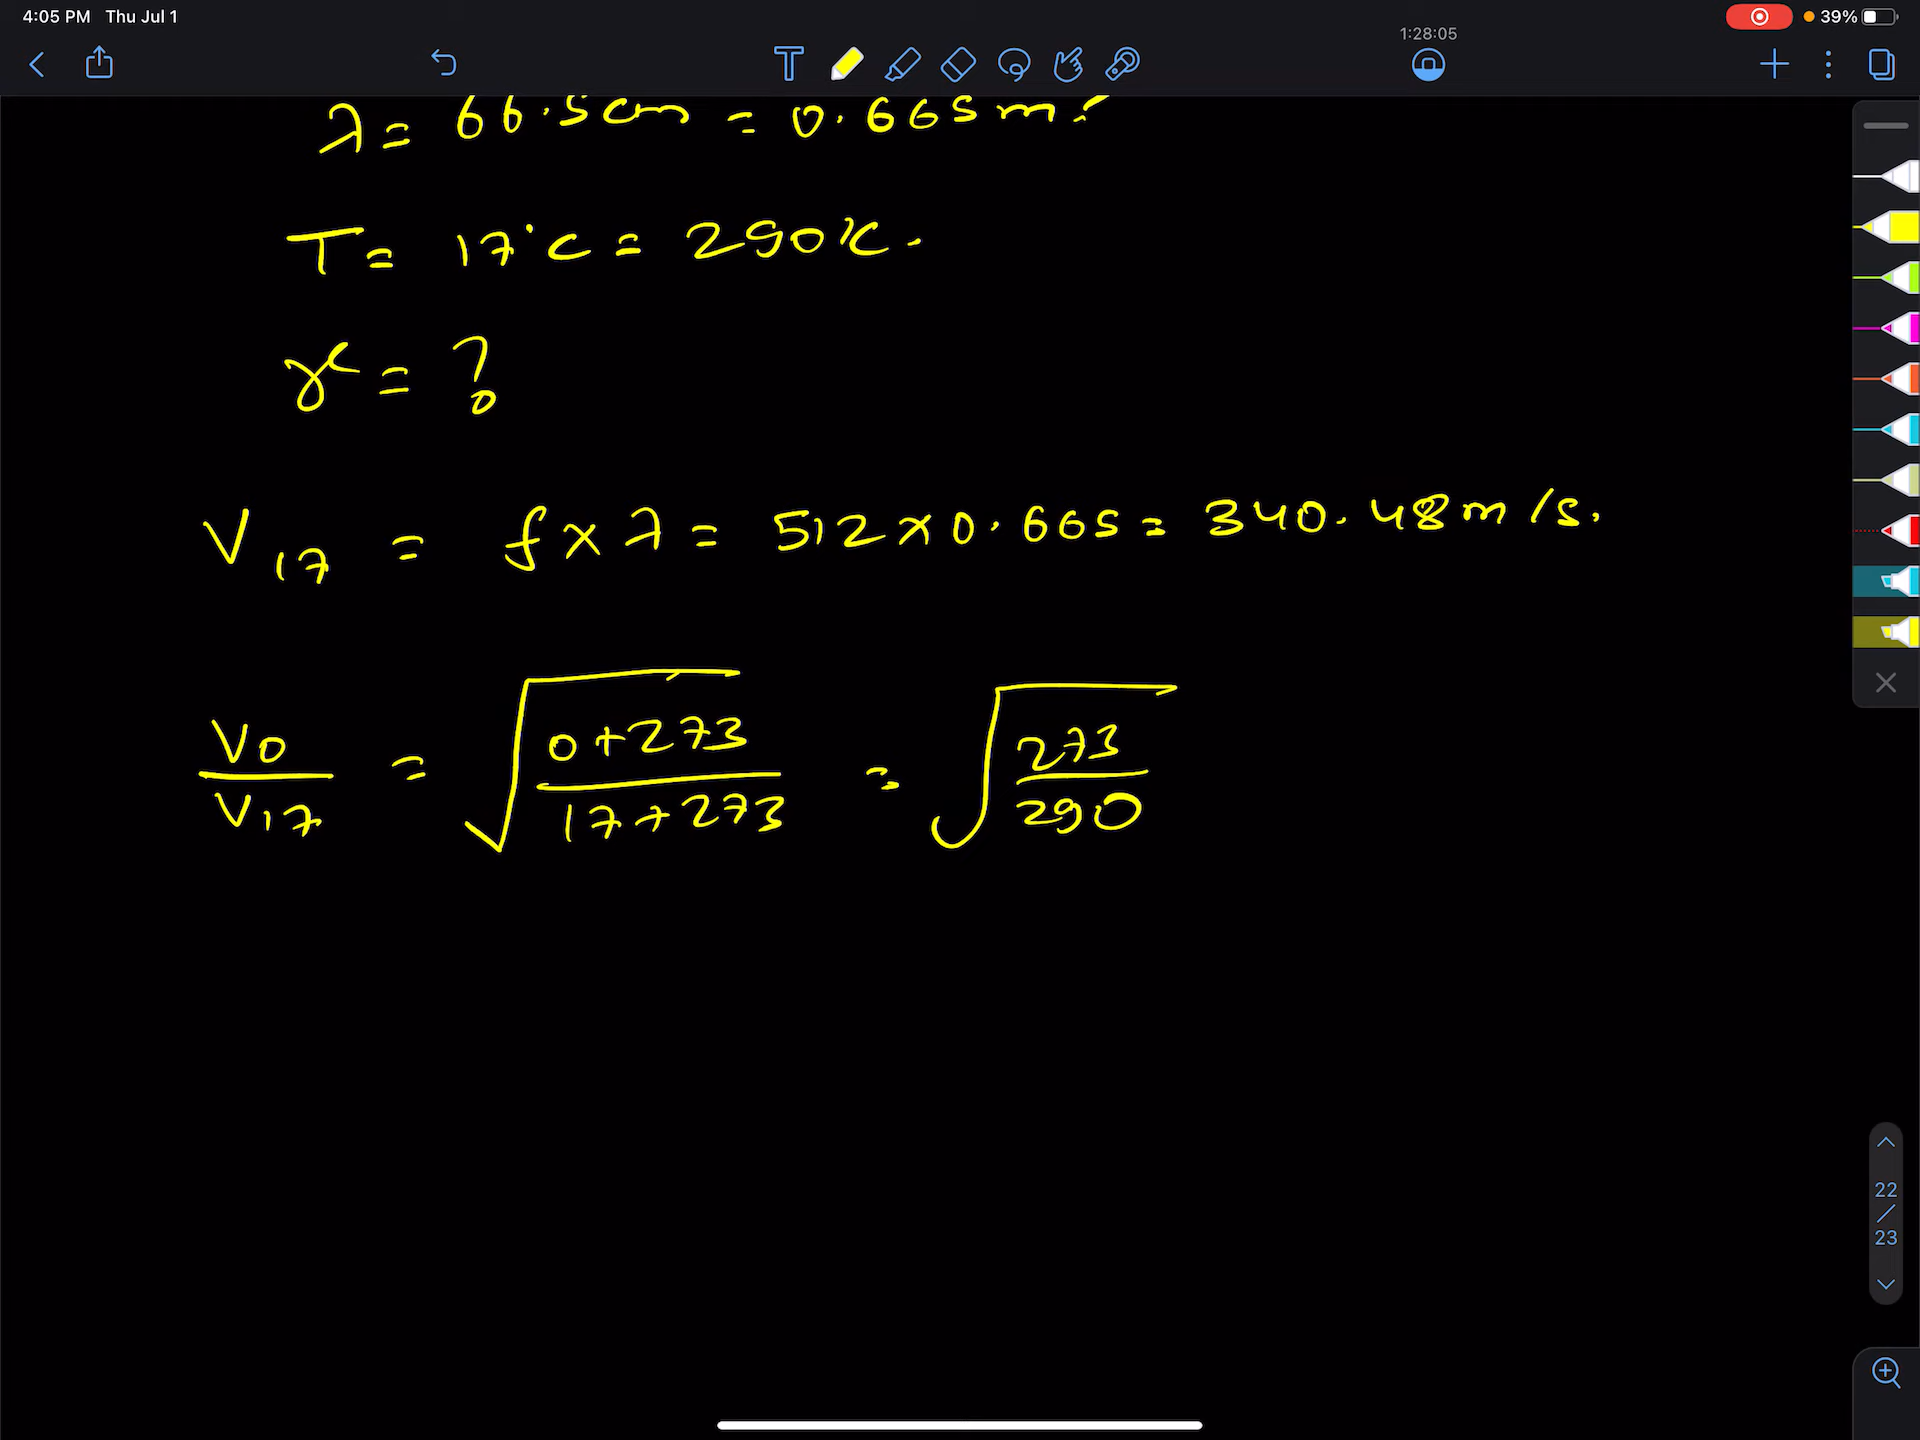 4:05 PM Thu Jul 1
39%
1:28:05
λ = 66.5cm = 0.665m.
T = 17°C = 290K.
γ = ?
V17 = f × λ = 512 × 0.665 = 340.48 m/s.
V0/V17 = √((0+273)/(17+273)) = √(273/290)
22
/
23